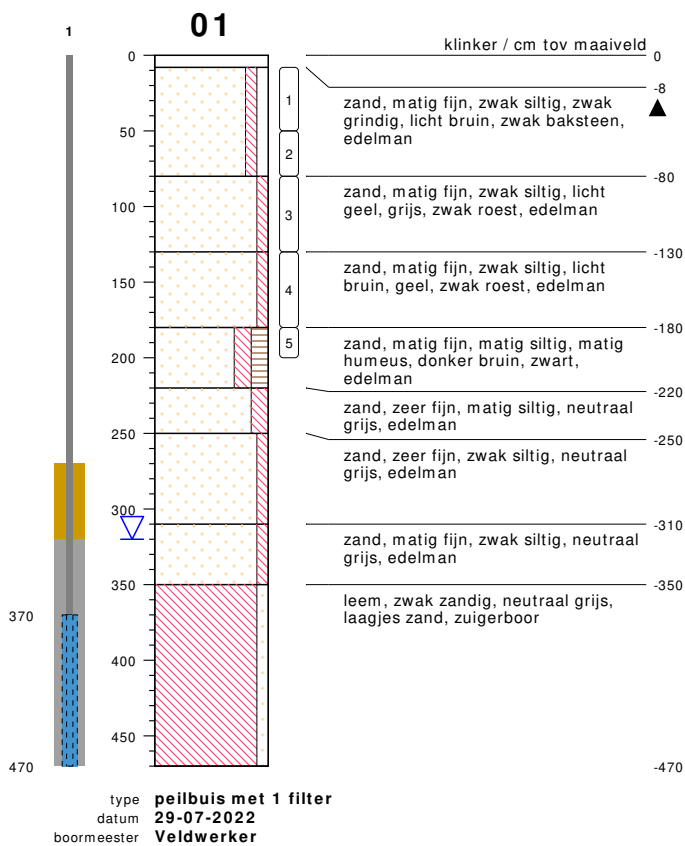 01
1
klinker / cm tov maaiveld
0
0
-8
zand, matig fijn, zwak siltig, zwak
grindig, licht bruin, zwak baksteen,
edelman
1
50
2
-80
zand, matig fijn, zwak siltig, licht
geel, grijs, zwak roest, edelman
100
3
-130
zand, matig fijn, zwak siltig, licht
bruin, geel, zwak roest, edelman
150
4
-180
zand, matig fijn, matig siltig, matig
humeus, donker bruin, zwart,
edelman
5
200
-220
zand, zeer fijn, matig siltig, neutraal
grijs, edelman
250
-250
zand, zeer fijn, zwak siltig, neutraal
grijs, edelman
300
-310
zand, matig fijn, zwak siltig, neutraal
grijs, edelman
350
-350
leem, zwak zandig, neutraal grijs,
laagjes zand, zuigerboor
370
400
450
470
-470
type peilbuis met 1 filter
datum 29-07-2022
boormeester Veldwerker